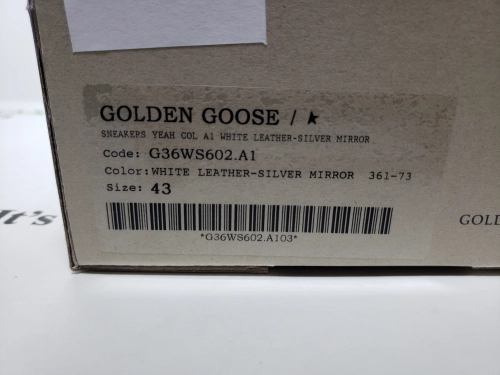 GOLDEN GOOSE / ★
SNEAKERS YEAH COL A1 WHITE LEATHER-SILVER MIRROR
Code: G36WS602.A1
Color:WHITE LEATHER-SILVER MIRROR 361-73
Size: 43
*G36WS602.A103*
GOLD
It's